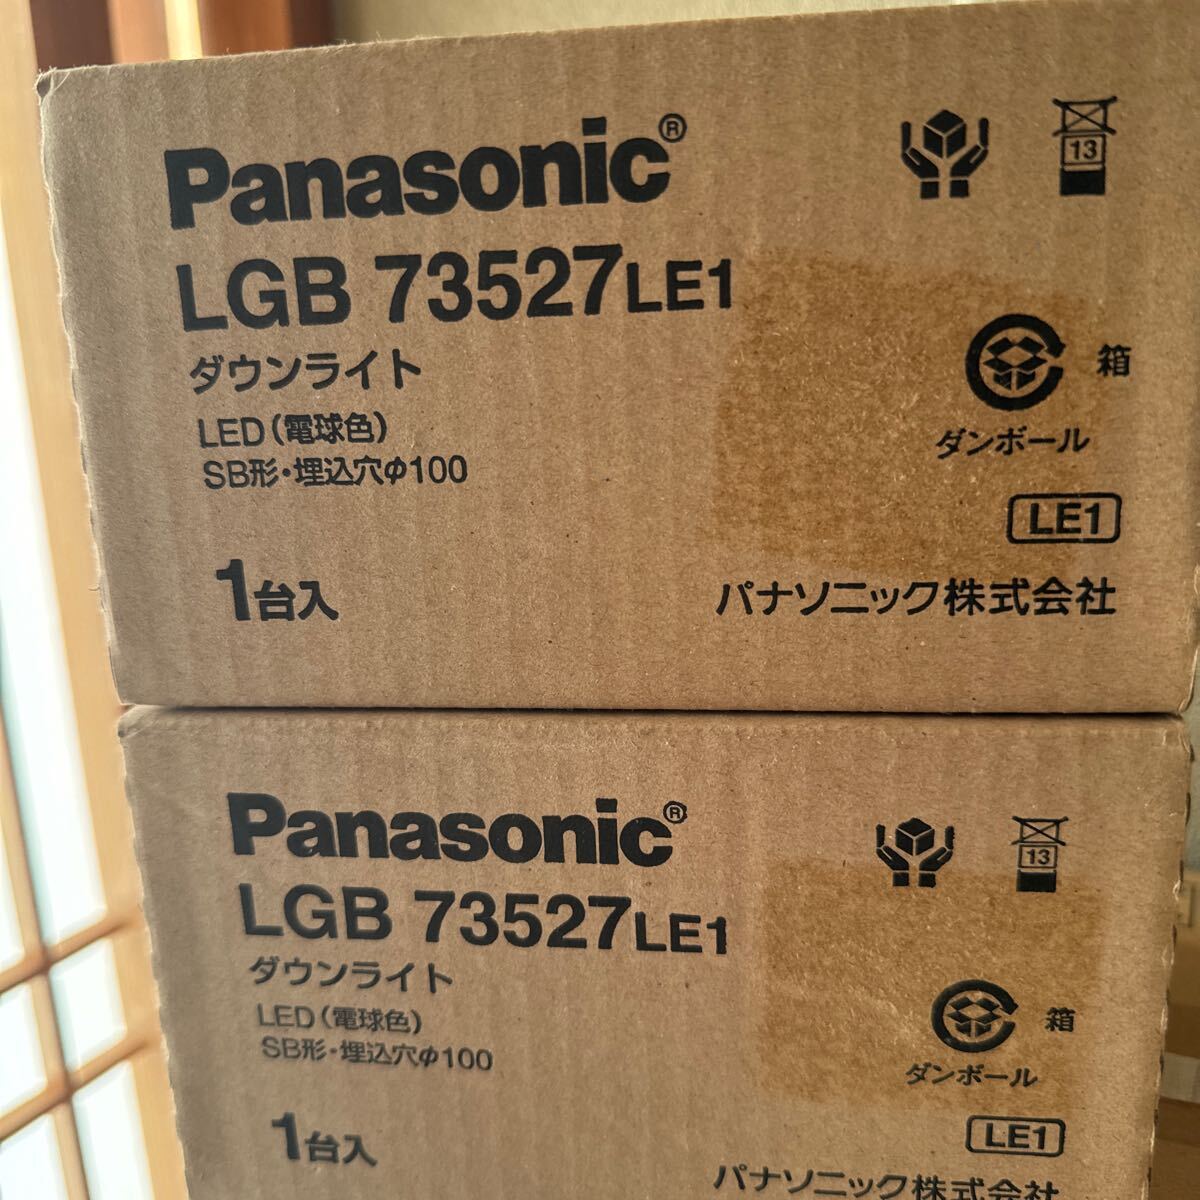 Panasonic®
LGB 73527LE1
ダウンライト
LED(電球色)
SB形・埋込穴φ100
1台入
13
箱
ダンボール
LE1
パナソニック株式会社
Panasonic®
LGB 73527LE1
ダウンライト
LED(電球色)
SB形・埋込穴φ100
1台入
13
箱
ダンボール
LE1
パナソニック株式会社